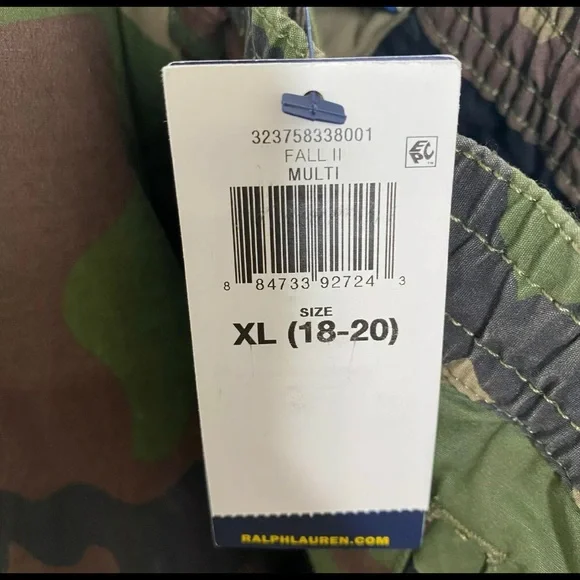 323758338001
FALL II
EPC
MULTI
8 84733 92724 3
SIZE
XL (18-20)
RALPHLAUREN.COM